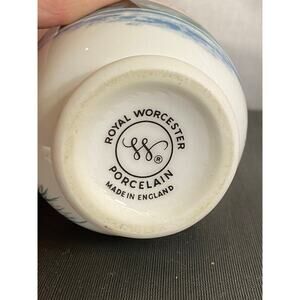 ROYAL WORCESTER
W®
PORCELAIN
MADE IN ENGLAND